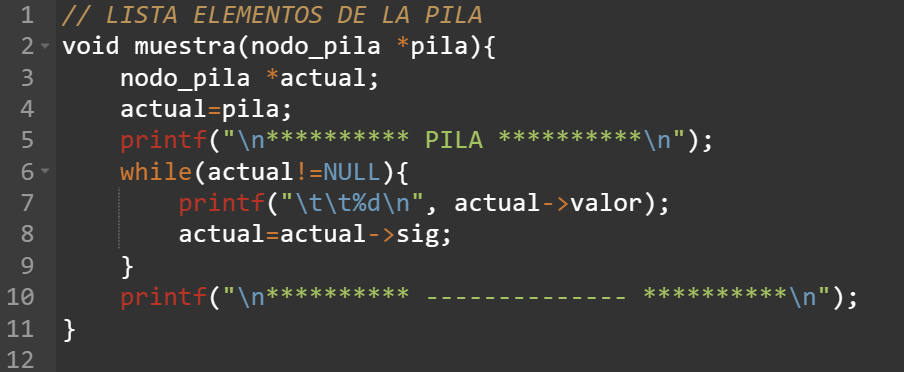 1 // LISTA ELEMENTOS DE LA PILA
2 void muestra(nodo_pila *pila){
3     nodo_pila *actual;
4     actual=pila;
5     printf("\n********** PILA **********\n");
6     while(actual!=NULL){
7         printf("\t\t%d\n", actual->valor);
8         actual=actual->sig;
9     }
10     printf("\n********** -------------- **********\n");
11 }
12